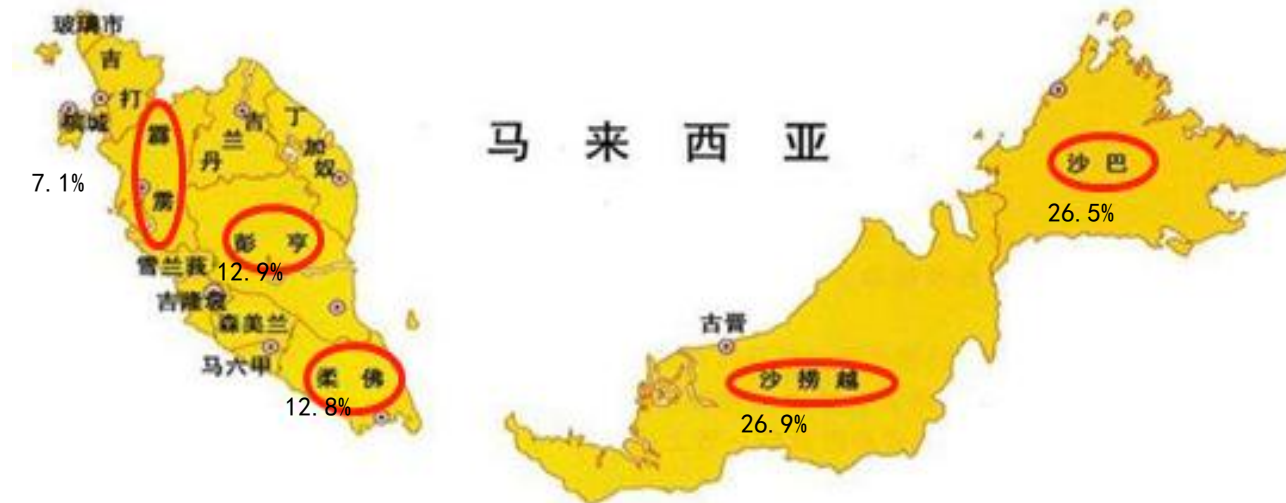 玻璃市
吉打
槟城
霹雳
7.1%
吉兰丹
丁加奴
彭亨
12.9%
雪兰莪
吉隆坡
森美兰
马六甲
柔佛
12.8%
马来西亚
沙巴
26.5%
古晋
沙捞越
26.9%